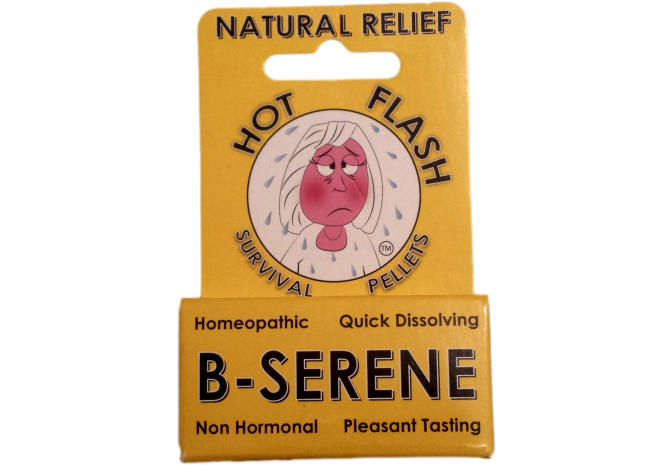 NATURAL RELIEF
HOT FLASH
SURVIVAL PELLETS
TM
Homeopathic Quick Dissolving
B-SERENE
Non Hormonal Pleasant Tasting